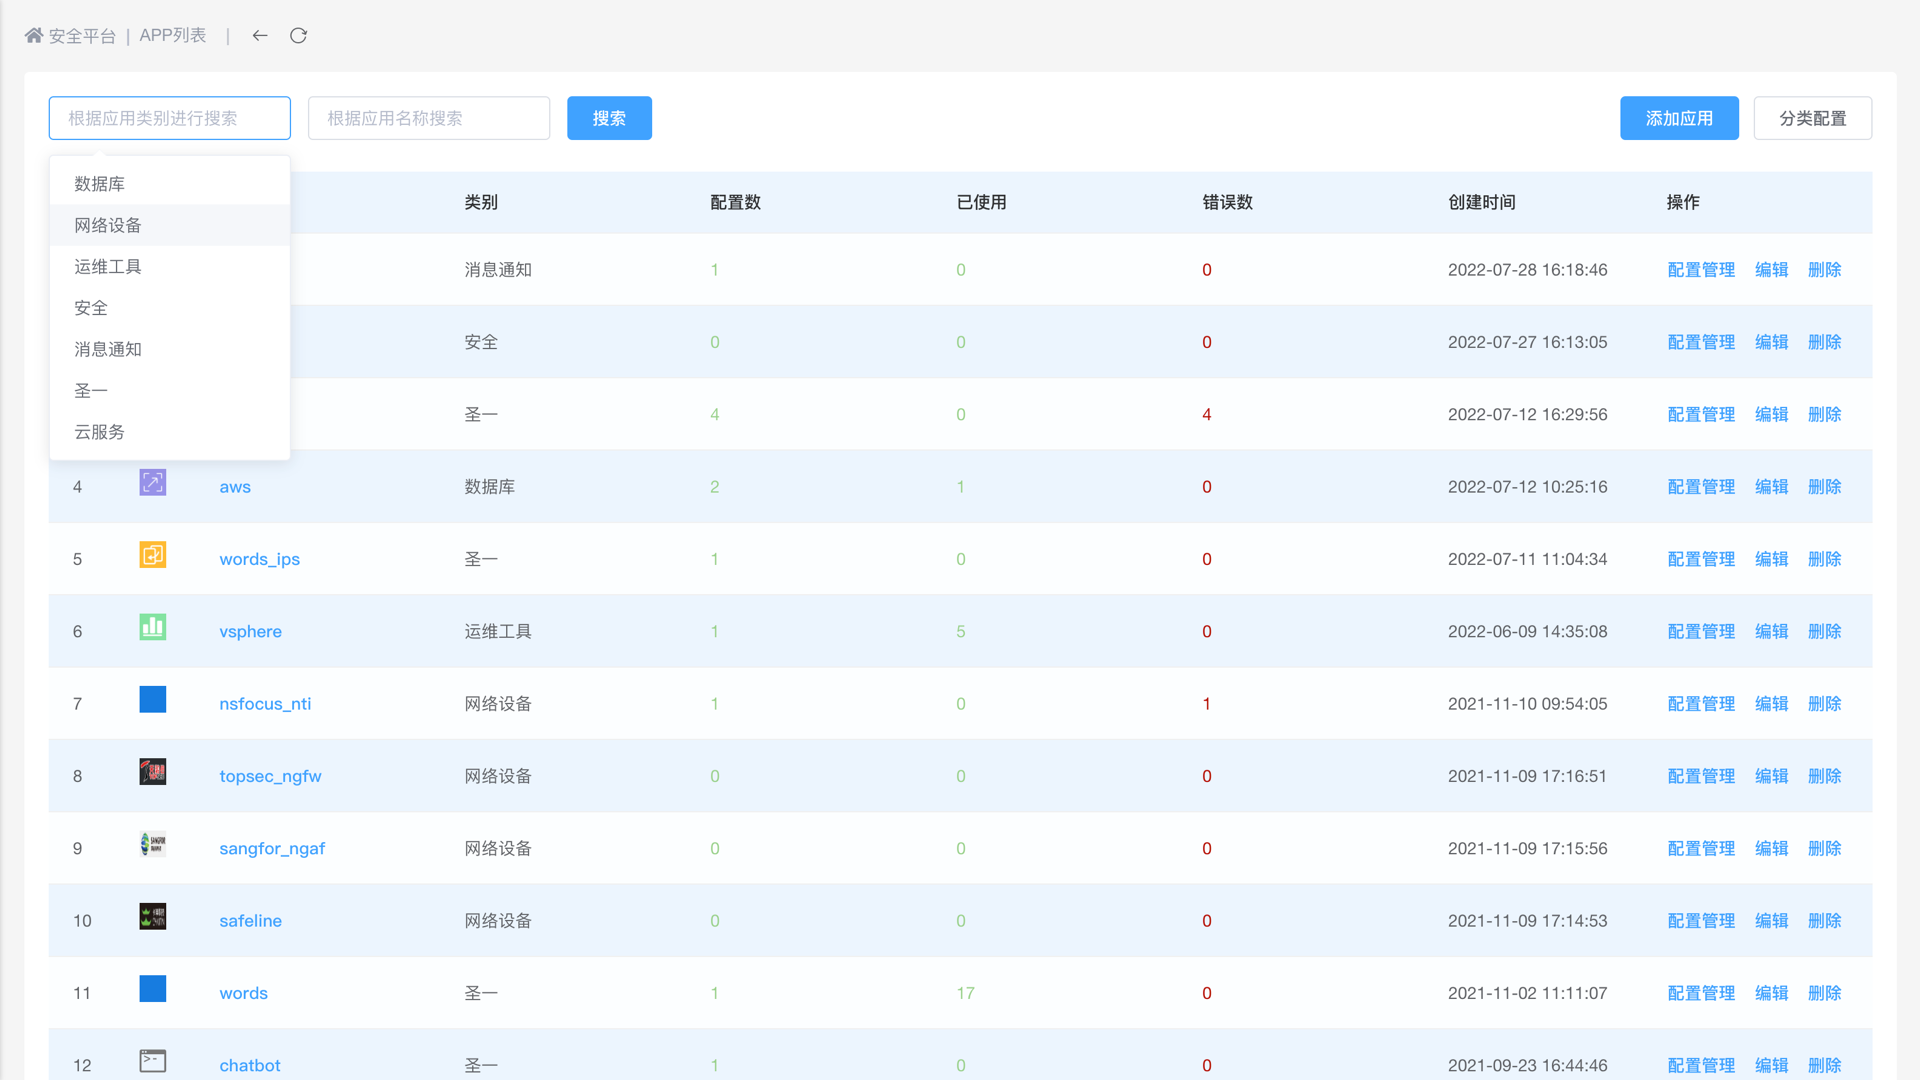 安全平台 | APP列表 |
根据应用类别进行搜索 根据应用名称搜索 搜索 添加应用 分类配置
数据库
网络设备
运维工具
安全
消息通知
圣一
云服务
类别 配置数 已使用 错误数 创建时间 操作
消息通知 1 0 0 2022-07-28 16:18:46 配置管理 编辑 删除
安全 0 0 0 2022-07-27 16:13:05 配置管理 编辑 删除
圣一 4 0 4 2022-07-12 16:29:56 配置管理 编辑 删除
4 aws 数据库 2 1 0 2022-07-12 10:25:16 配置管理 编辑 删除
5 words_ips 圣一 1 0 0 2022-07-11 11:04:34 配置管理 编辑 删除
6 vsphere 运维工具 1 5 0 2022-06-09 14:35:08 配置管理 编辑 删除
7 nsfocus_nti 网络设备 1 0 1 2021-11-10 09:54:05 配置管理 编辑 删除
8 topsec_ngfw 网络设备 0 0 0 2021-11-09 17:16:51 配置管理 编辑 删除
9 sangfor_ngaf 网络设备 0 0 0 2021-11-09 17:15:56 配置管理 编辑 删除
10 safeline 网络设备 0 0 0 2021-11-09 17:14:53 配置管理 编辑 删除
11 words 圣一 1 17 0 2021-11-02 11:11:07 配置管理 编辑 删除
12 chatbot 圣一 1 0 0 2021-09-23 16:44:46 配置管理 编辑 删除